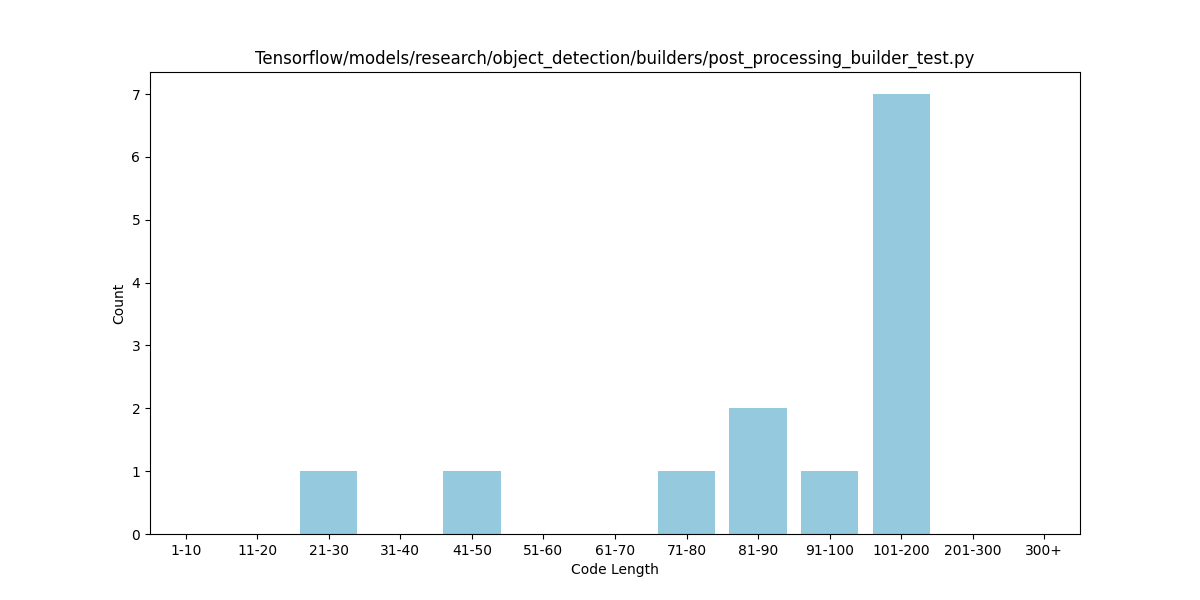 Tensorflow/models/research/object_detection/builders/post_processing_builder_test.py
7
6
5
4
3
2
1
0
Count
1-10 11-20 21-30 31-40 41-50 51-60 61-70 71-80 81-90 91-100 101-200 201-300 300+
Code Length